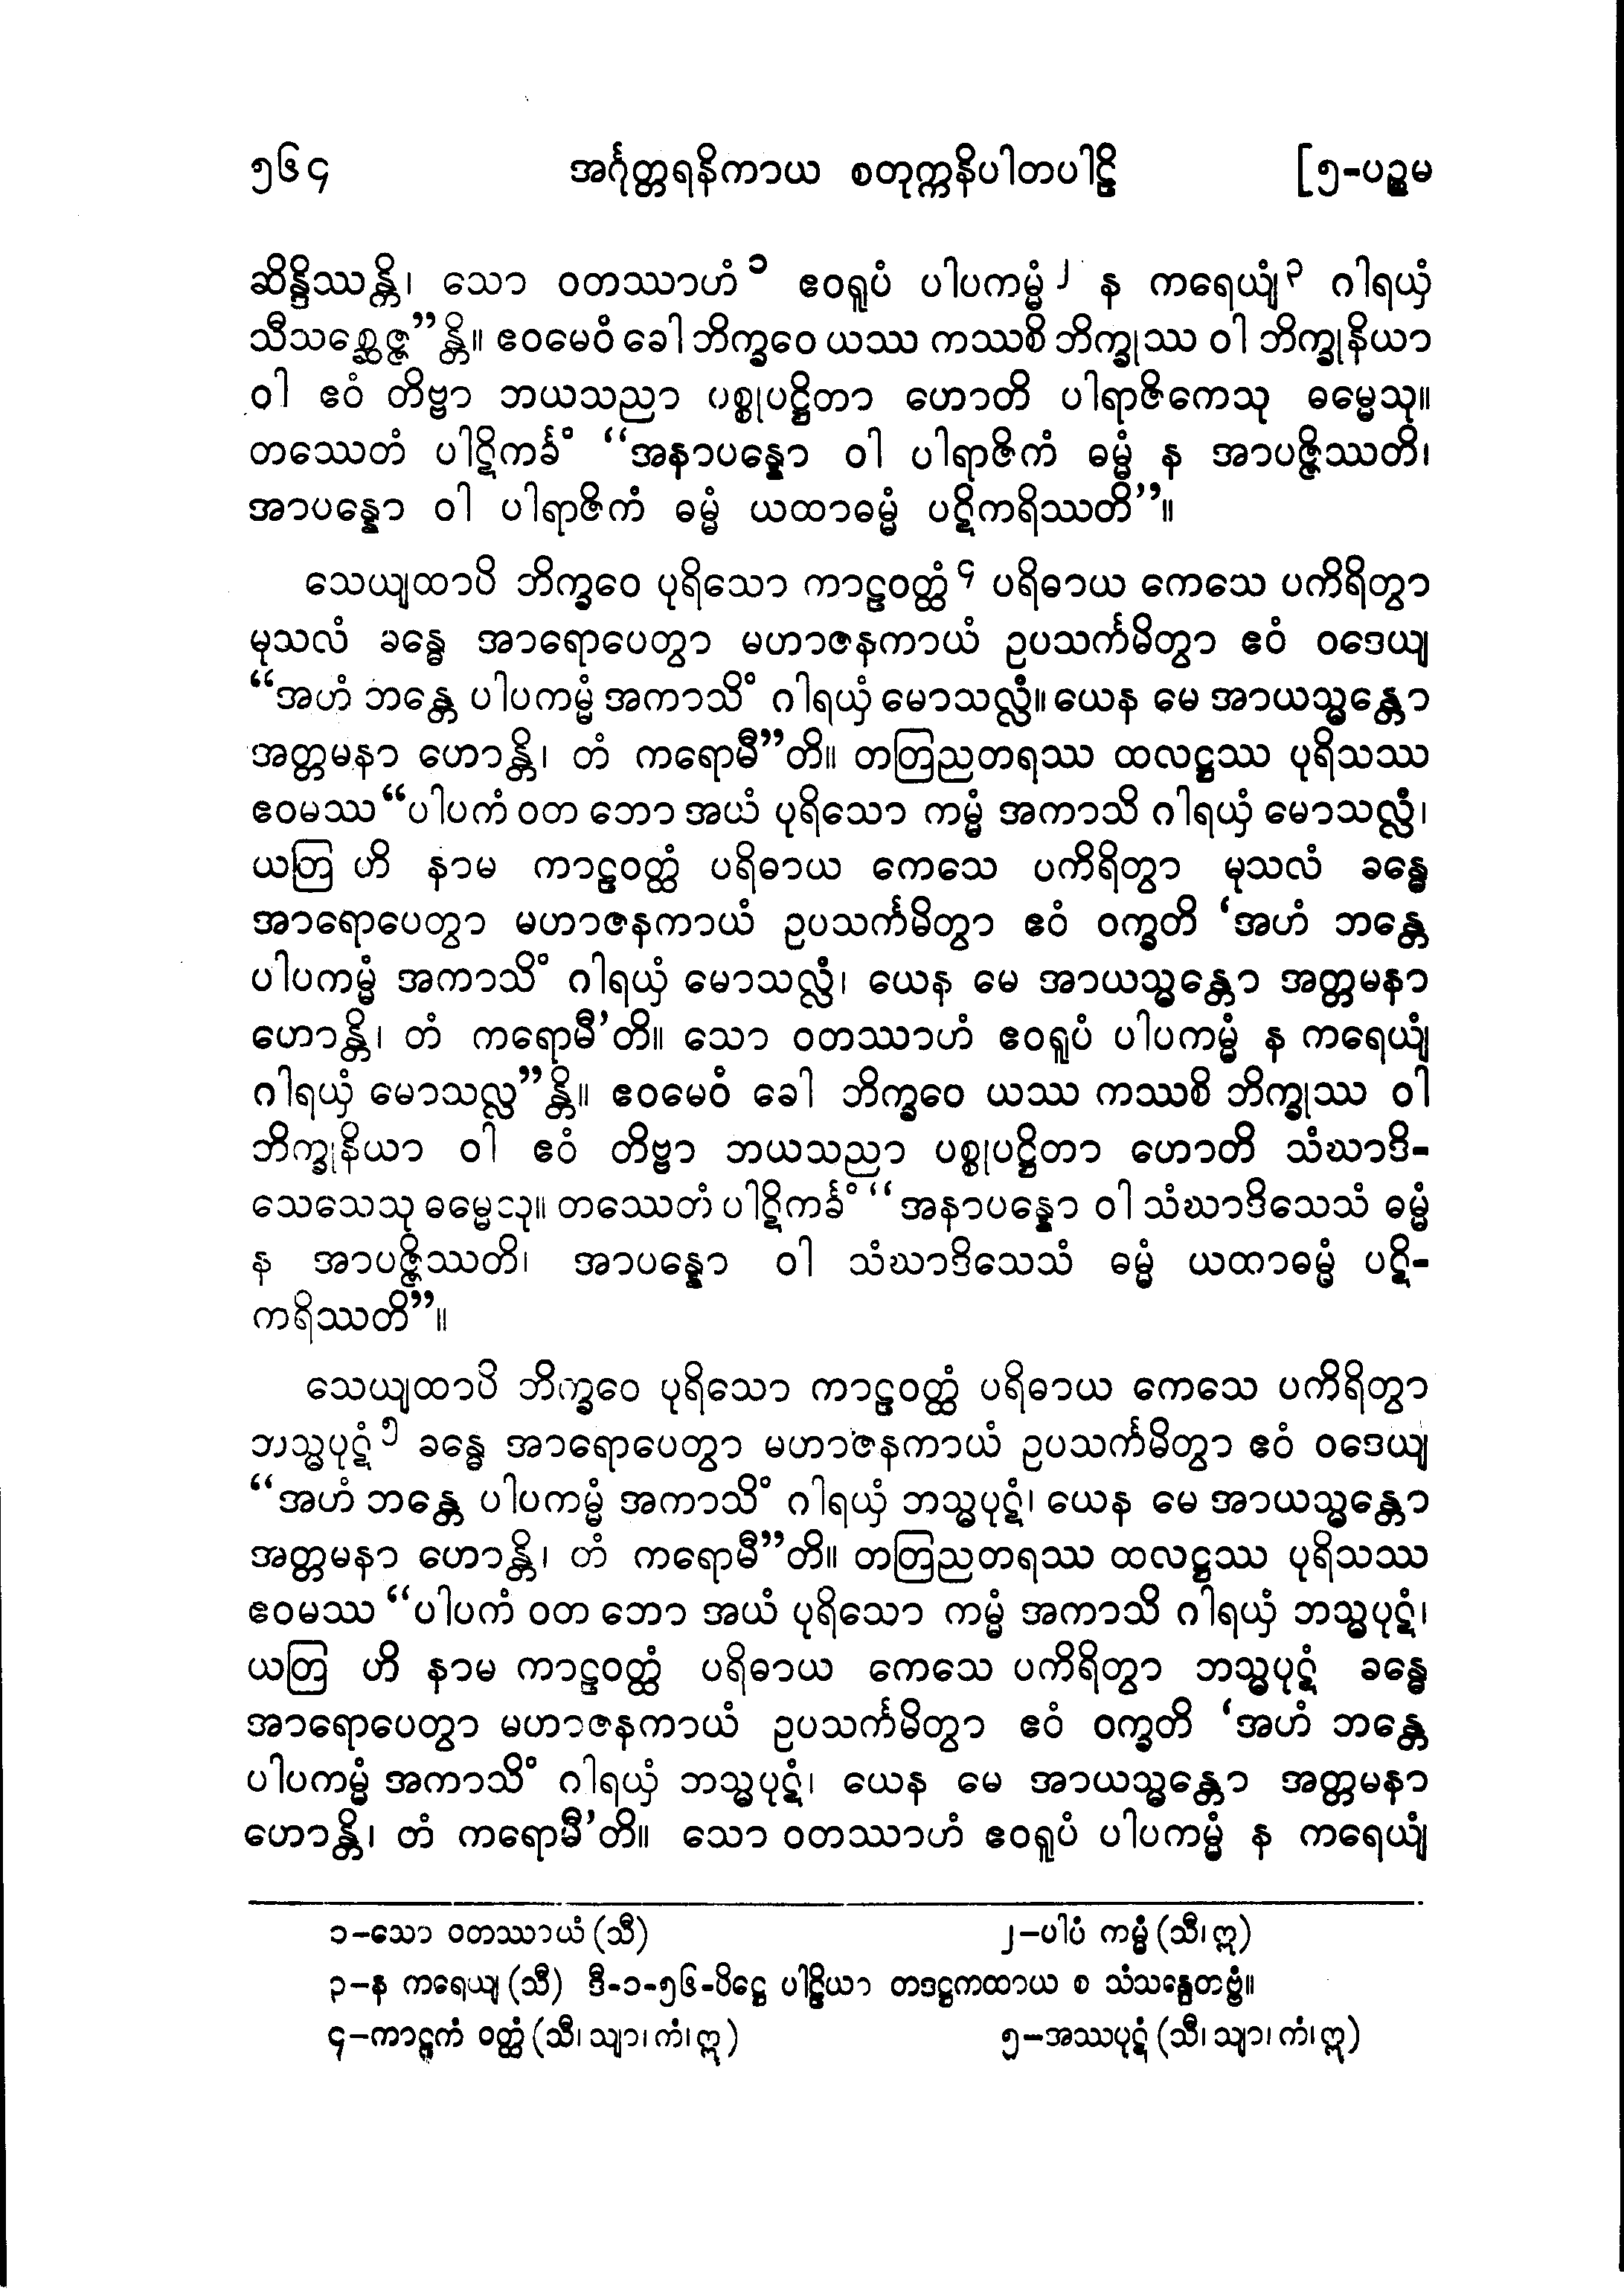 ၅၆၄ အင်္ဂုတ္တရနိကာယ စတုက္ကနိပါတပါဠိ [၅-ပဉ္စမ
ဆိန္ဒိဿန္တိ၊ သော ဝတဿာဟံ ၁ ဧဝရူပံ ပါပကမ္မံ ၂ န ကရေယျံ ၃ ဂါရယှံ
သီသစ္ဆေဇ္ဇ”န္တိ။ ဧဝမေဝံ ခေါ ဘိက္ခဝေ ယဿ ကဿစိ ဘိက္ခုဿ ဝါ ဘိက္ခုနိယာ
ဝါ ဧဝံ တိဗ္ဗာ ဘယသညာ ပစ္စုပဋ္ဌိတာ ဟောတိ ပါရာဇိကေသု ဓမ္မေသု။
တဿေတံ ပါဋိကင်္ခံ “အနာပန္နော ဝါ ပါရာဇိကံ ဓမ္မံ န အာပဇ္ဇိဿတိ၊
အာပန္နော ဝါ ပါရာဇိကံ ဓမ္မံ ယထာဓမ္မံ ပဋိကရိဿတိ”။
သေယျထာပိ ဘိက္ခဝေ ပုရိသော ကာဠဝတ္ထံ ၄ ပရိဓာယ ကေသေ ပကိရိတွာ
မုသလံ ခန္ဓေ အာရောပေတွာ မဟာဇနကာယံ ဥပသင်္ကမိတွာ ဧဝံ ဝဒေယျ
“အဟံ ဘန္တေ ပါပကမ္မံ အကာသိံ ဂါရယှံ မောသလ္လံ။ ယေန မေ အာယသ္မန္တော
အတ္တမနာ ဟောန္တိ၊ တံ ကရောမီ”တိ။ တတြညတရဿ ထလဋ္ဌဿ ပုရိသဿ
ဧဝမဿ “ပါပကံ ဝတ ဘော အယံ ပုရိသော ကမ္မံ အကာသိ ဂါရယှံ မောသလ္လံ၊
ယတြ ဟိ နာမ ကာဠဝတ္ထံ ပရိဓာယ ကေသေ ပကိရိတွာ မုသလံ ခန္ဓေ
အာရောပေတွာ မဟာဇနကာယံ ဥပသင်္ကမိတွာ ဧဝံ ဝက္ခတိ ‘အဟံ ဘန္တေ
ပါပကမ္မံ အကာသိံ ဂါရယှံ မောသလ္လံ၊ ယေန မေ အာယသ္မန္တော အတ္တမနာ
ဟောန္တိ၊ တံ ကရောမီ’တိ။ သော ဝတဿာဟံ ဧဝရူပံ ပါပကမ္မံ န ကရေယျံ
ဂါရယှံ မောသလ္လ”န္တိ။ ဧဝမေဝံ ခေါ ဘိက္ခဝေ ယဿ ကဿစိ ဘိက္ခုဿ ဝါ
ဘိက္ခုနိယာ ဝါ ဧဝံ တိဗ္ဗာ ဘယသညာ ပစ္စုပဋ္ဌိတာ ဟောတိ သံဃာဒိ-
သေသေသု ဓမ္မေသု။ တဿေတံ ပါဋိကင်္ခံ “အနာပန္နော ဝါ သံဃာဒိသေသံ ဓမ္မံ
န အာပဇ္ဇိဿတိ၊ အာပန္နော ဝါ သံဃာဒိသေသံ ဓမ္မံ ယထာဓမ္မံ ပဋိ-
ကရိဿတိ”။
သေယျထာပိ ဘိက္ခဝေ ပုရိသော ကာဠဝတ္ထံ ပရိဓာယ ကေသေ ပကိရိတွာ
ဘသ္မပုဋံ ၅ ခန္ဓေ အာရောပေတွာ မဟာဇနကာယံ ဥပသင်္ကမိတွာ ဧဝံ ဝဒေယျ
“အဟံ ဘန္တေ ပါပကမ္မံ အကာသိံ ဂါရယှံ ဘသ္မပုဋံ၊ ယေန မေ အာယသ္မန္တော
အတ္တမနာ ဟောန္တိ၊ တံ ကရောမီ”တိ။ တတြညတရဿ ထလဋ္ဌဿ ပုရိသဿ
ဧဝမဿ “ပါပကံ ဝတ ဘော အယံ ပုရိသော ကမ္မံ အကာသိ ဂါရယှံ ဘသ္မပုဋံ၊
ယတြ ဟိ နာမ ကာဠဝတ္ထံ ပရိဓာယ ကေသေ ပကိရိတွာ ဘသ္မပုဋံ ခန္ဓေ
အာရောပေတွာ မဟာဇနကာယံ ဥပသင်္ကမိတွာ ဧဝံ ဝက္ခတိ ‘အဟံ ဘန္တေ
ပါပကမ္မံ အကာသိံ ဂါရယှံ ဘသ္မပုဋံ၊ ယေန မေ အာယသ္မန္တော အတ္တမနာ
ဟောန္တိ၊ တံ ကရောမီ’တိ။ သော ဝတဿာဟံ ဧဝရူပံ ပါပကမ္မံ န ကရေယျံ
၁-သော ဝတဿာယံ (သီ) ၂-ပါပံ ကမ္မံ (သီ၊ ဣ)
၃-န ကရေယျ (သီ) ဒီ-၁-၅၆-ပိဋ္ဌေ ပါဠိယာ တဒဋ္ဌကထာယ စ သံသန္ဒေတဗ္ဗံ။
၄-ကာဠကံ ဝတ္ထံ (သီ၊ သျာ၊ ကံ၊ ဣ) ၅-အဿပုဋံ (သီ၊ သျာ၊ ကံ၊ ဣ)